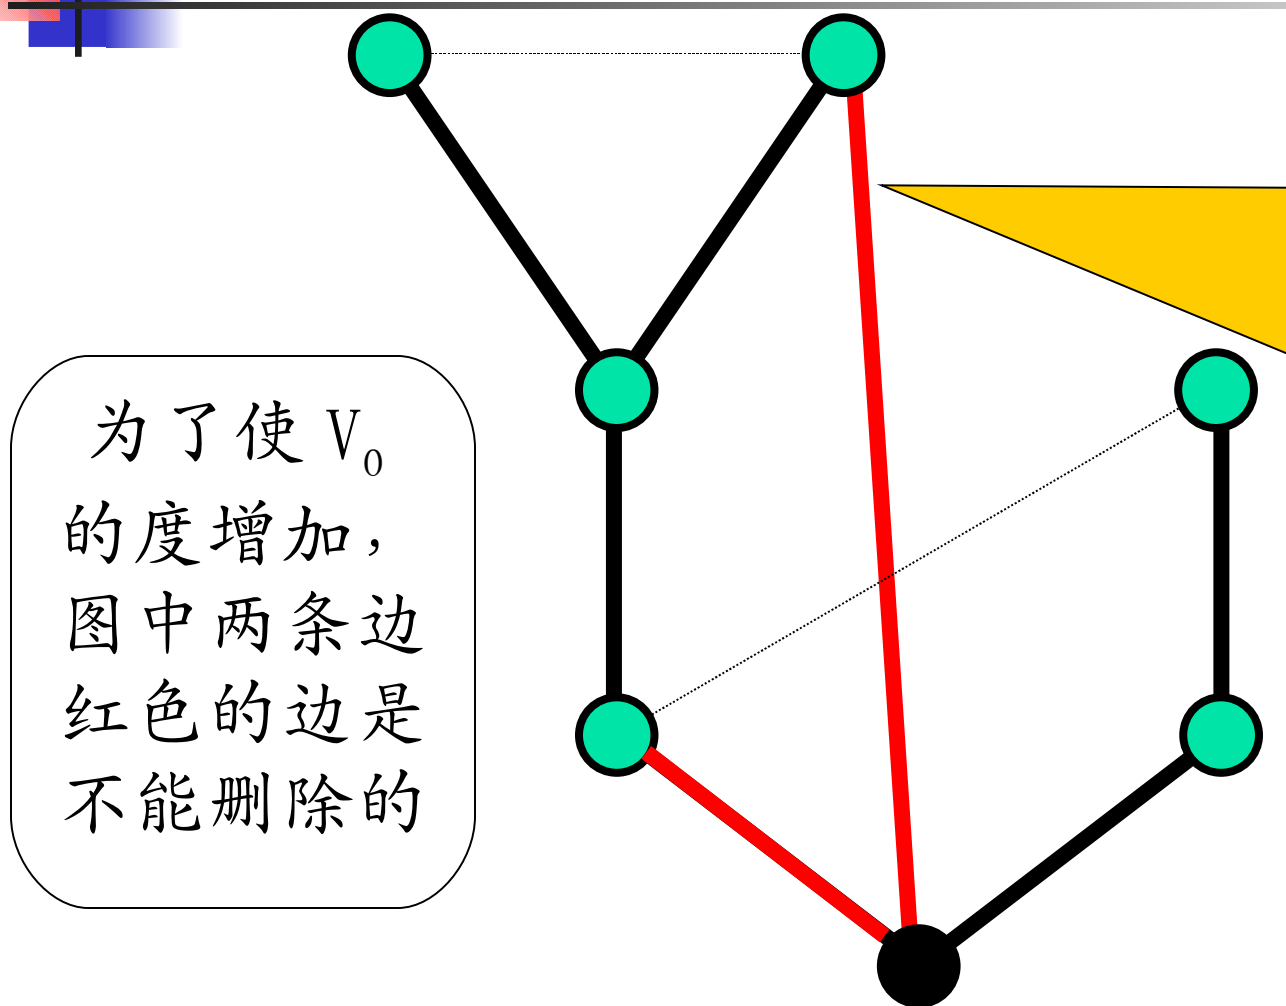 为了使 V₀
的度增加，
图中两条边
红色的边是
不能删除的